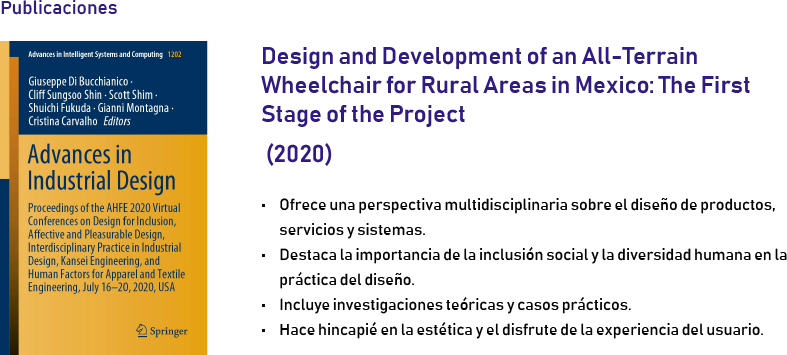 Publicaciones
Advances in Intelligent Systems and Computing 1202
Giuseppe Di Bucchianico ·
Cliff Sungsoo Shin · Scott Shim ·
Shuichi Fukuda · Gianni Montagna ·
Cristina Carvalho Editors
Advances in
Industrial Design
Proceedings of the AHFE 2020 Virtual
Conferences on Design for Inclusion,
Affective and Pleasurable Design,
Interdisciplinary Practice in Industrial
Design, Kansei Engineering, and
Human Factors for Apparel and Textile
Engineering, July 16–20, 2020, USA
Springer
Design and Development of an All-Terrain
Wheelchair for Rural Areas in Mexico: The First
Stage of the Project
(2020)
• Ofrece una perspectiva multidisciplinaria sobre el diseño de productos,
servicios y sistemas.
• Destaca la importancia de la inclusión social y la diversidad humana en la
práctica del diseño.
• Incluye investigaciones teóricas y casos prácticos.
• Hace hincapié en la estética y el disfrute de la experiencia del usuario.